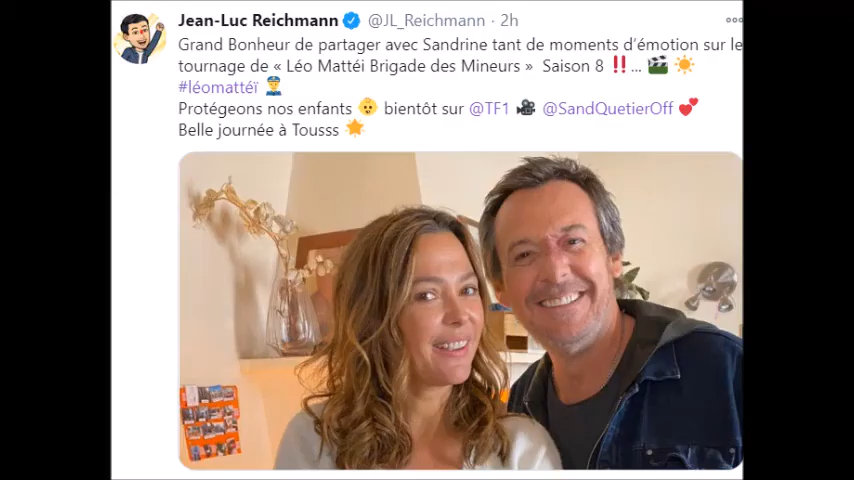 Jean-Luc Reichmann @JL_Reichmann · 2h
Grand Bonheur de partager avec Sandrine tant de moments d'émotion sur le
tournage de « Léo Mattéi Brigade des Mineurs » Saison 8 ‼️... 🎬 ☀️
#léomattéï 👮
Protégeons nos enfants 👶 bientôt sur @TF1 🎥 @SandQuetierOff 💕
Belle journée à Tousss 🌟